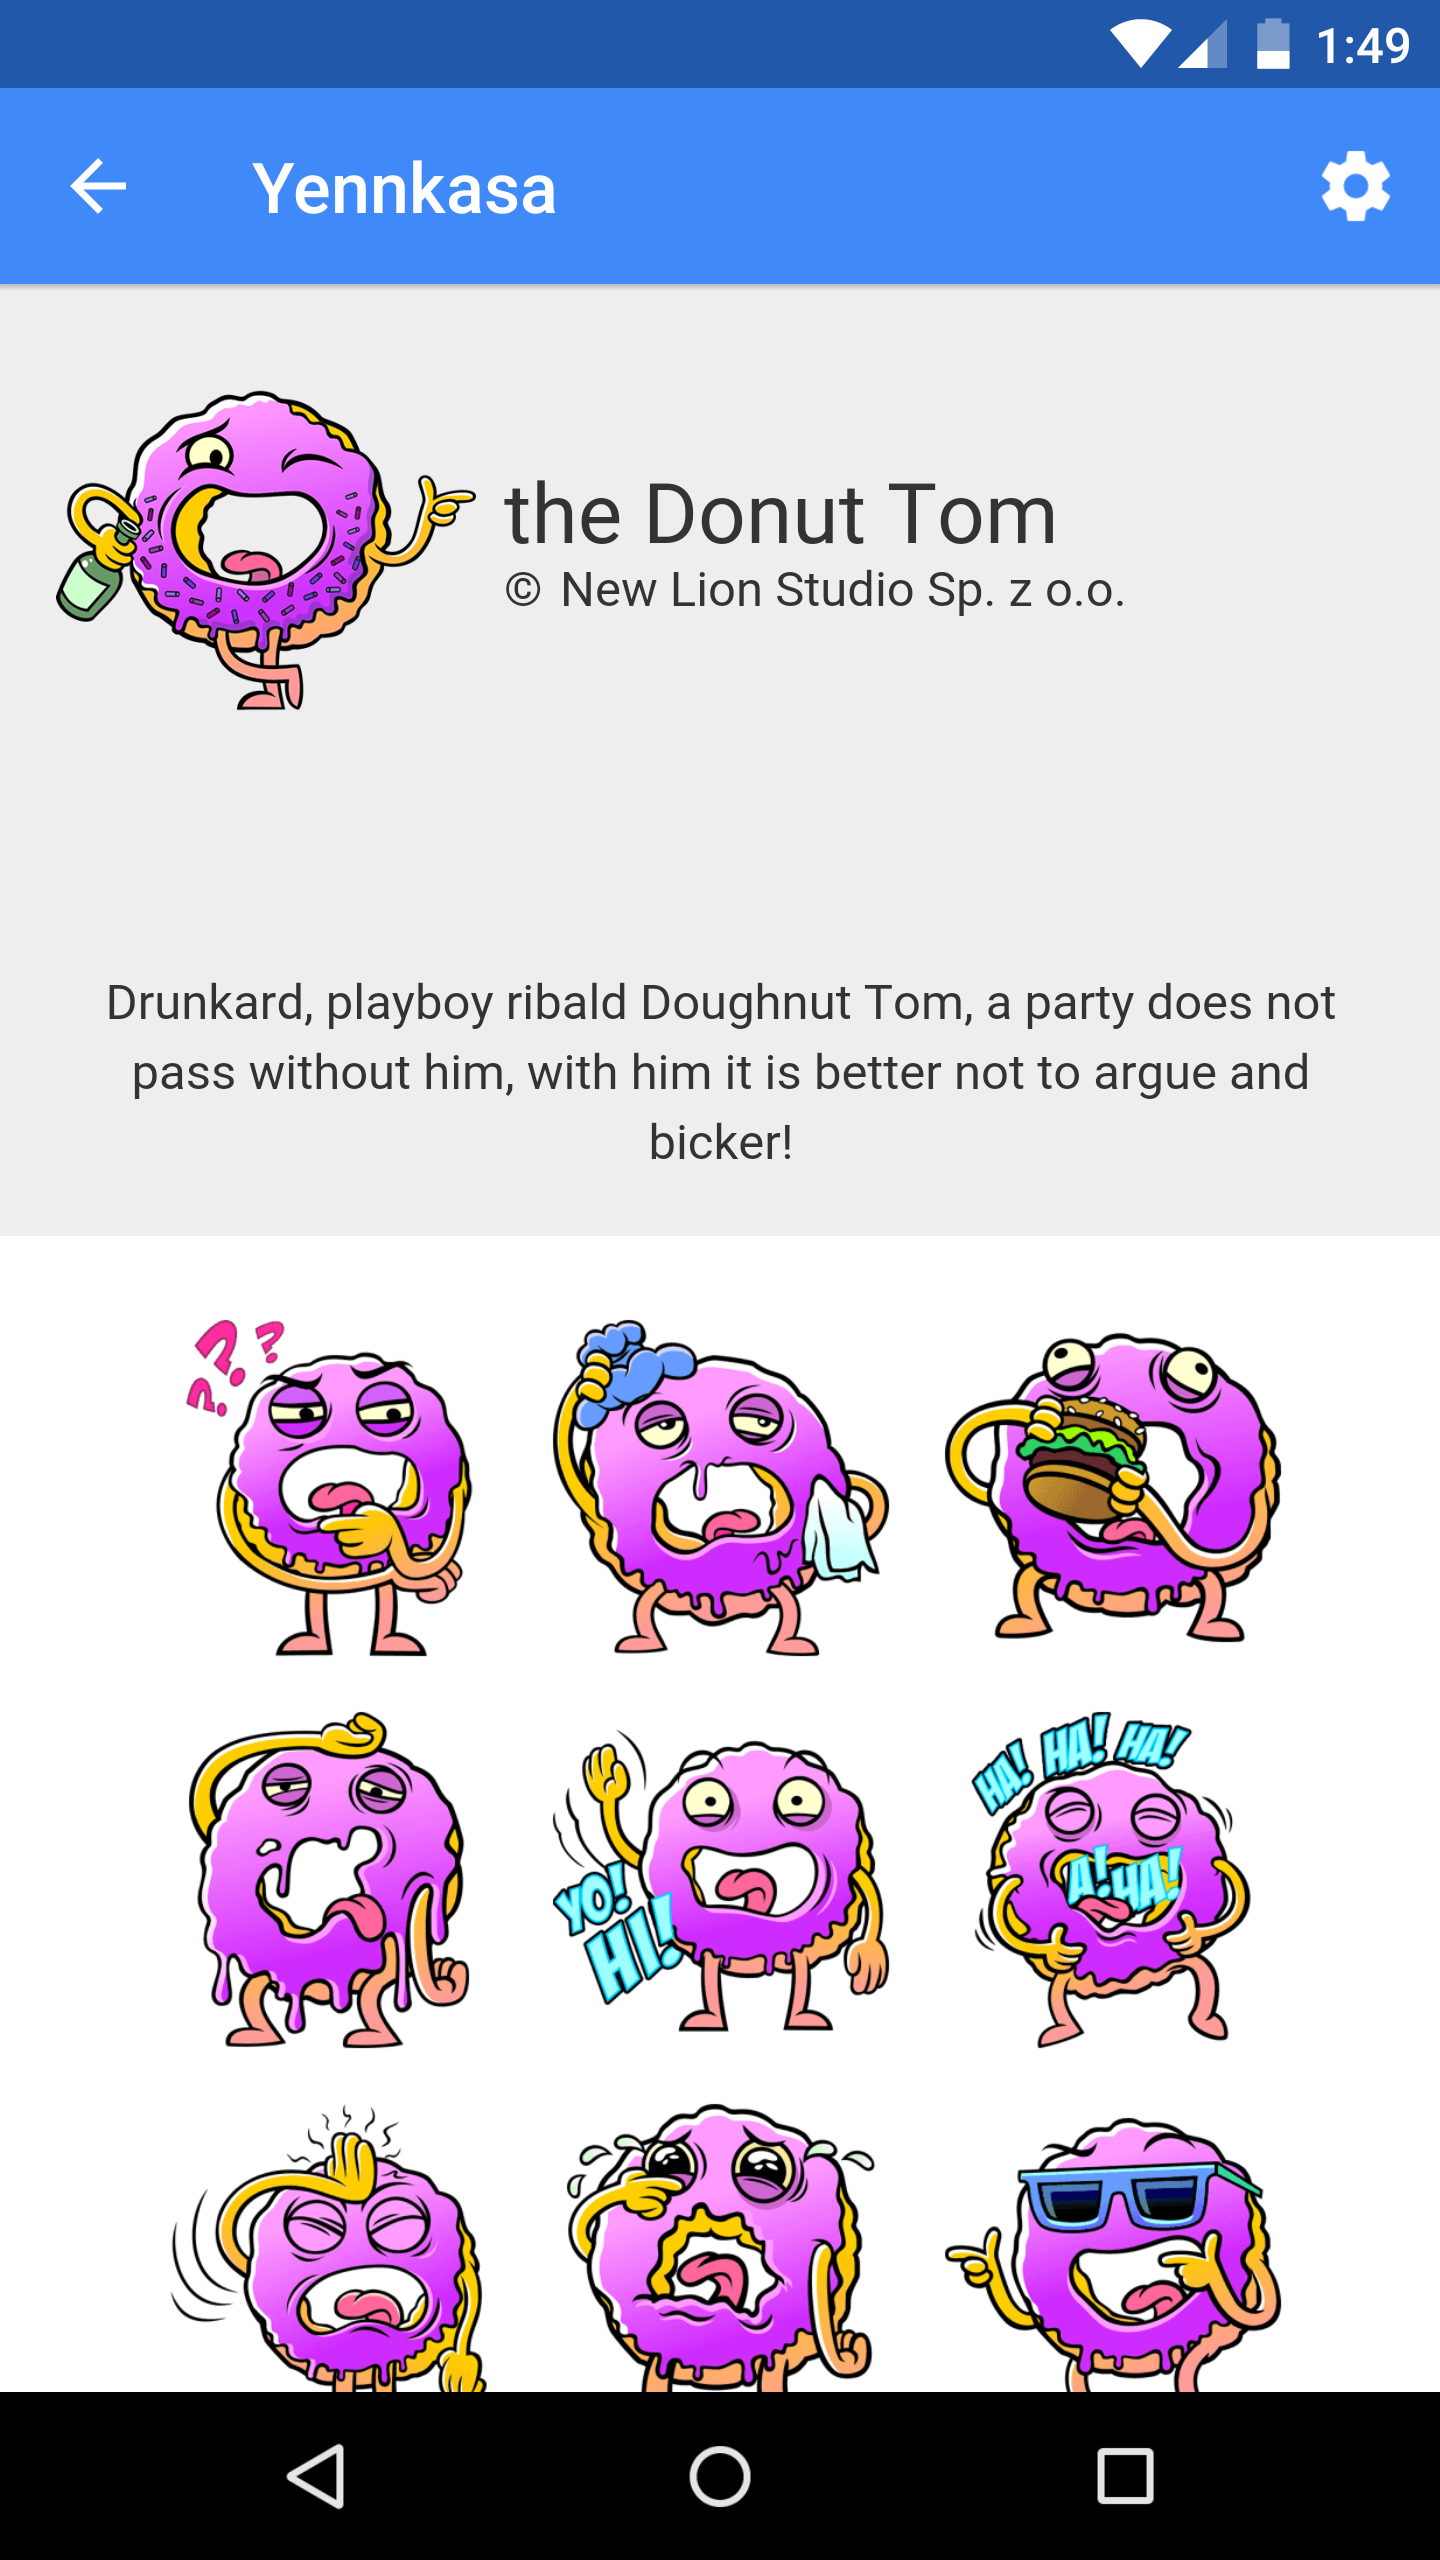 1:49
Yennkasa
the Donut Tom
© New Lion Studio Sp. z o.o.
Drunkard, playboy ribald Doughnut Tom, a party does not
pass without him, with him it is better not to argue and
bicker!
???
YO!
HI!
HA! HA! HA!
A! HA!